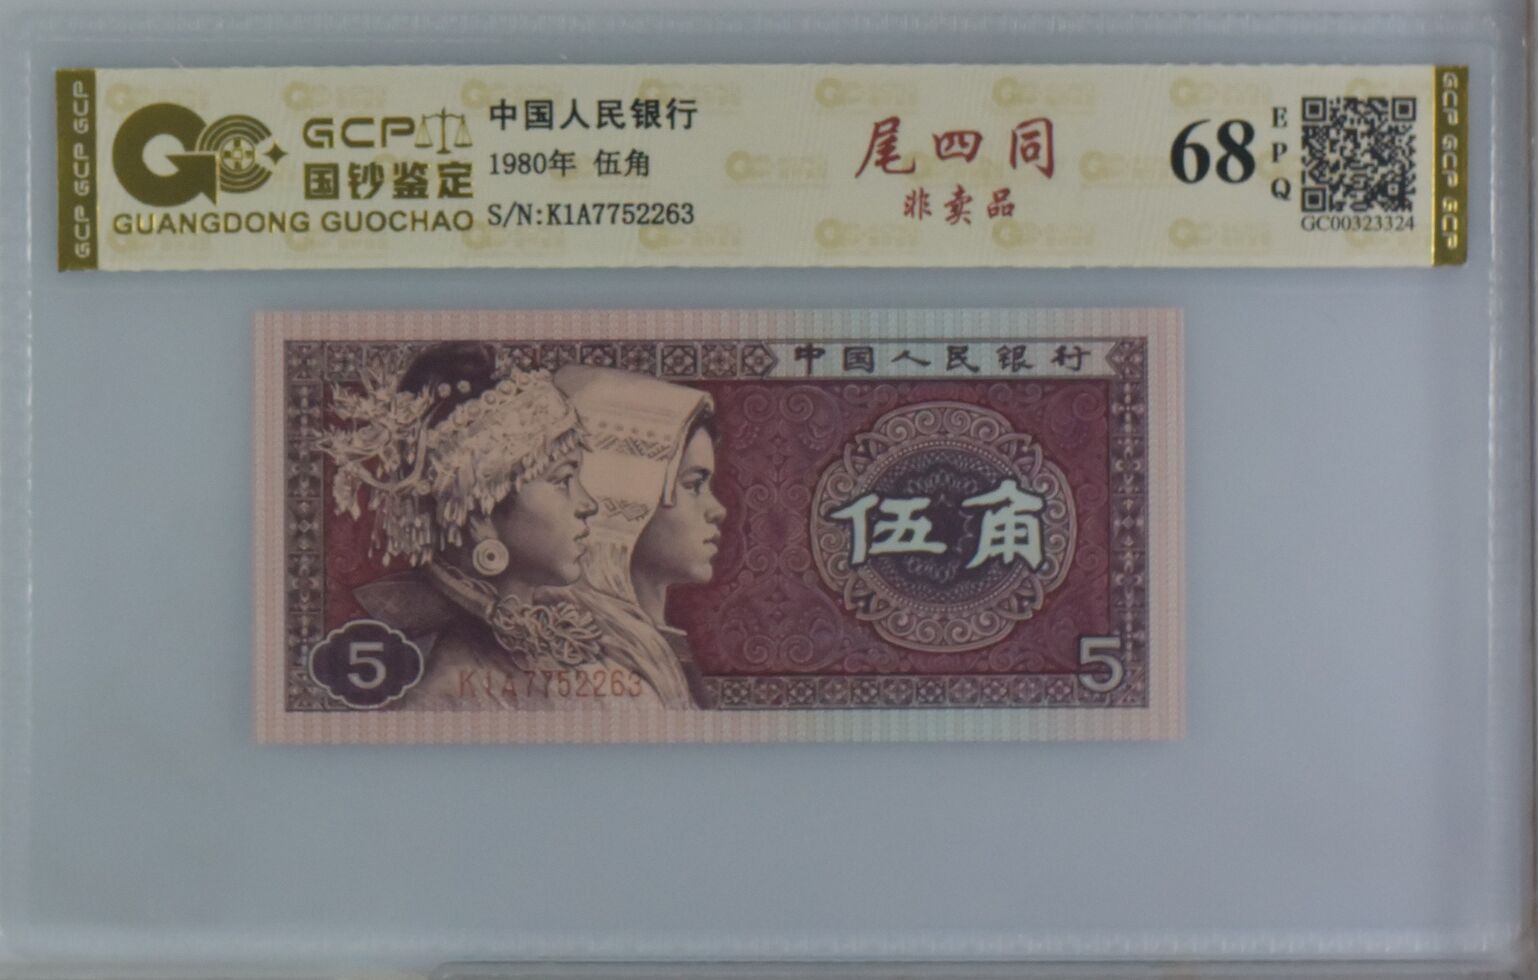 GCP GCP GCP
GCP
国钞鉴定
GUANGDONG GUOCHAO
中国人民银行
1980年 伍角
S/N:K1A7752263
尾四同
非卖品
68
EPQ
GC00323324
GCP GCP GCP
中国人民银行
伍角
5
5
K1A7752263